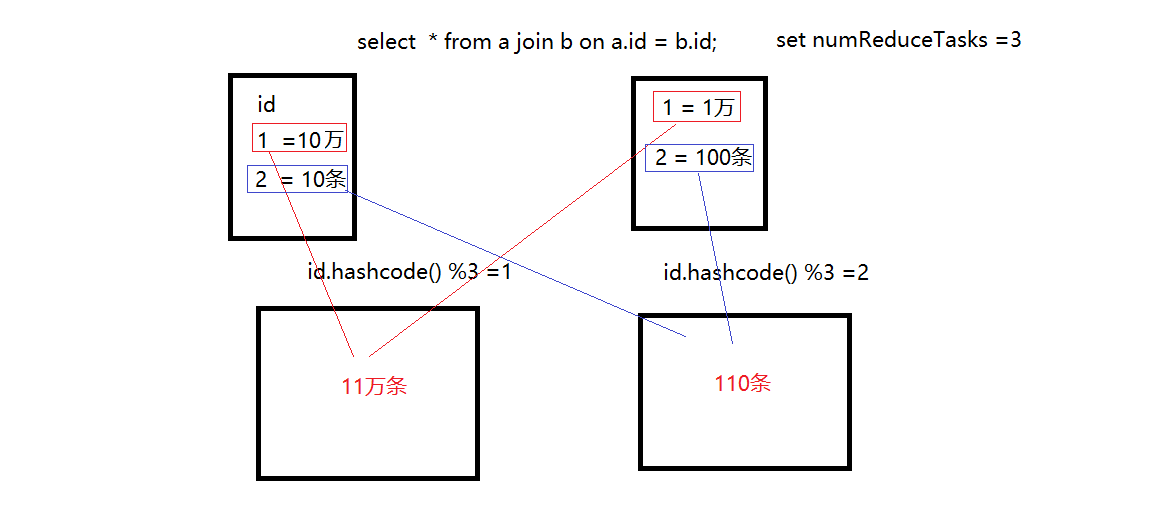 select * from a join b on a.id = b.id;
set numReduceTasks =3
id
1 =10万
2 = 10条
1 = 1万
2 = 100条
id.hashcode() %3 =1
id.hashcode() %3 =2
11万条
110条